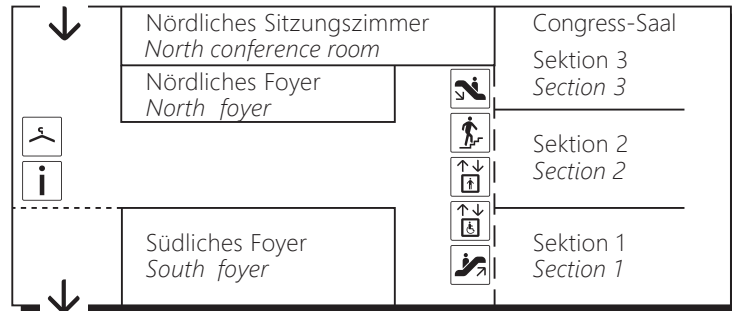 Nördliches Sitzungszimmer
North conference room
Nördliches Foyer
North foyer
Südliches Foyer
South foyer
Congress-Saal
Sektion 3
Section 3
Sektion 2
Section 2
Sektion 1
Section 1
i